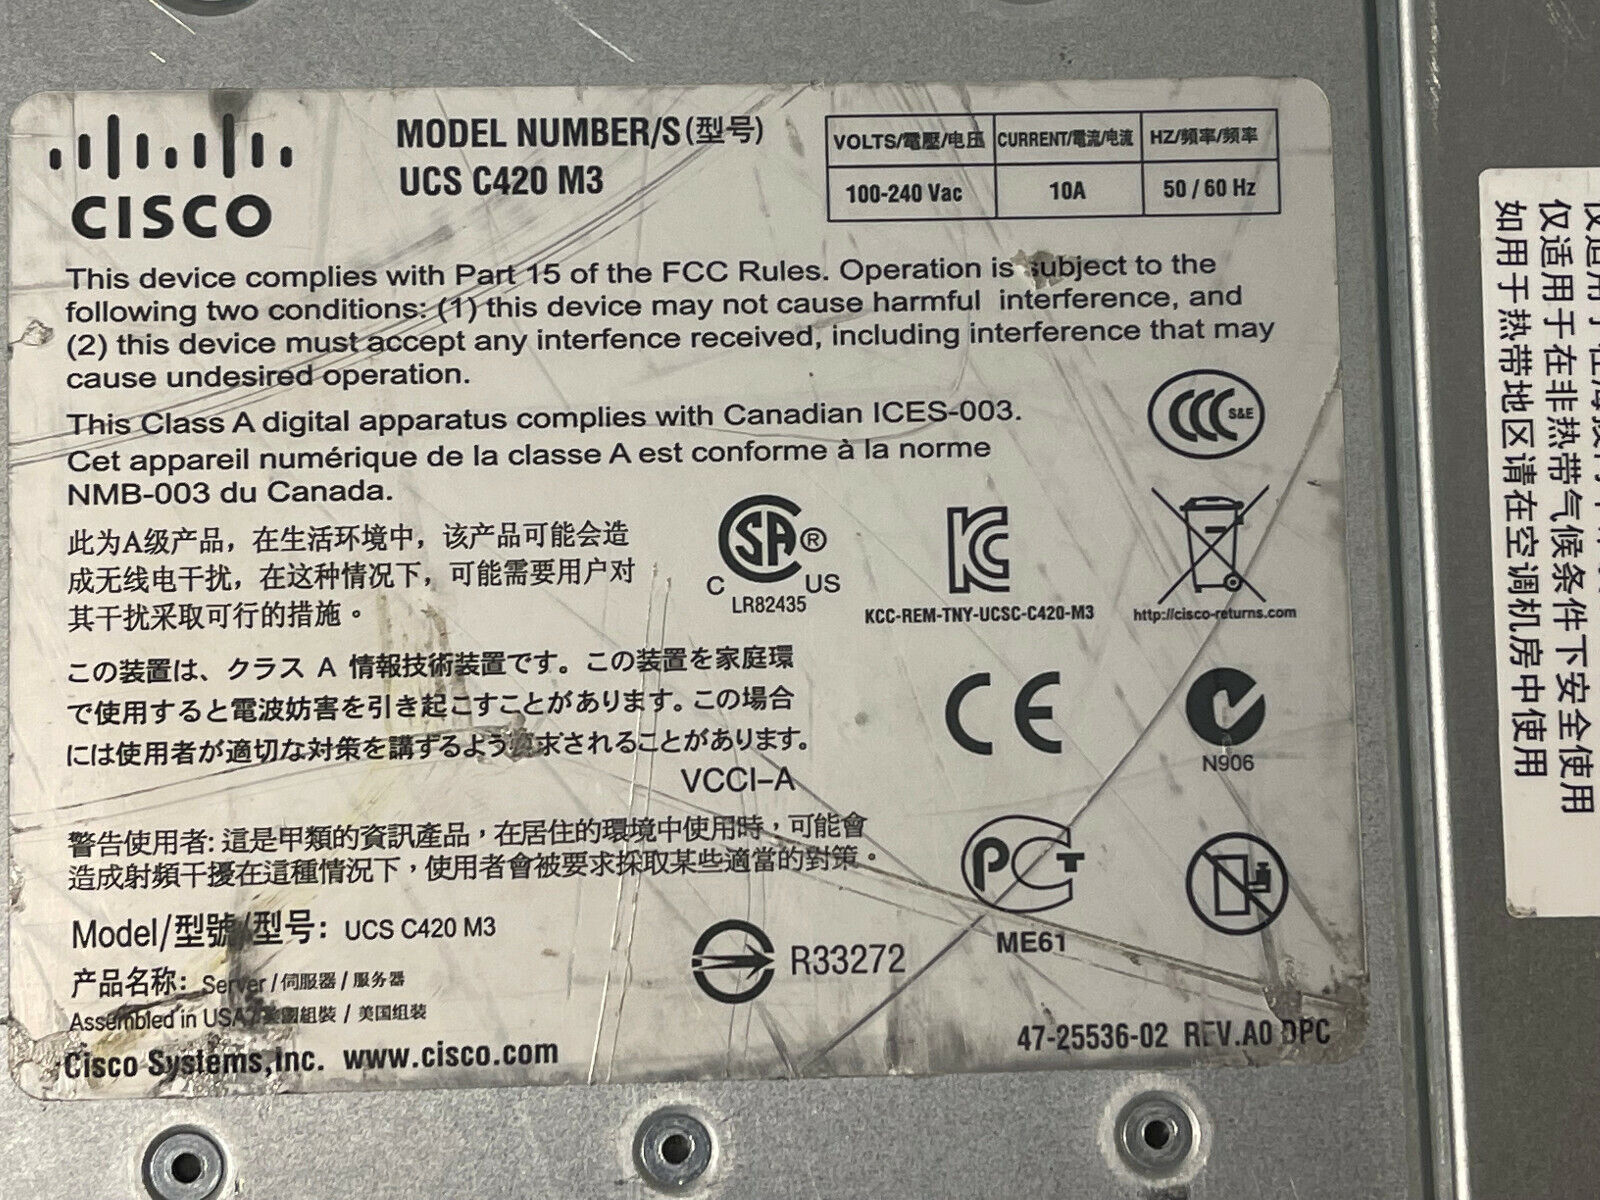 CISCO
MODEL NUMBER/S(型号)
UCS C420 M3
VOLTS/電壓/电压 CURRENT/電流/电流 HZ/頻率/频率
100-240 Vac 10A 50 / 60 Hz
This device complies with Part 15 of the FCC Rules. Operation is subject to the
following two conditions: (1) this device may not cause harmful interference, and
(2) this device must accept any interfence received, including interference that may
cause undesired operation.
This Class A digital apparatus complies with Canadian ICES-003.
Cet appareil numérique de la classe A est conforme à la norme
NMB-003 du Canada.
CCC S&E
此为A级产品，在生活环境中，该产品可能会造
成无线电干扰，在这种情况下，可能需要用户对
其干扰采取可行的措施。
SA ®
C US
LR82435
KC
KCC-REM-TNY-UCSC-C420-M3
http://cisco-returns.com
この装置は、クラス A 情報技術装置です。この装置を家庭環
で使用すると電波妨害を引き起こすことがあります。この場合
には使用者が適切な対策を講ずるよう要求されることがあります。
VCCI-A
CE
N906
警告使用者: 這是甲類的資訊產品，在居住的環境中使用時，可能會
造成射頻干擾在這種情況下，使用者會被要求採取某些適當的對策。
PCT
ME61
Model/型號/型号: UCS C420 M3
产品名称: Server / 伺服器 / 服务器
Assembled in USA / 美國組裝 / 美国组装
Cisco Systems,Inc. www.cisco.com
R33272
47-25536-02 REV.A0 DPC
仅适用于在非热带气候条件下安全使用
如用于热带地区请在空调机房中使用